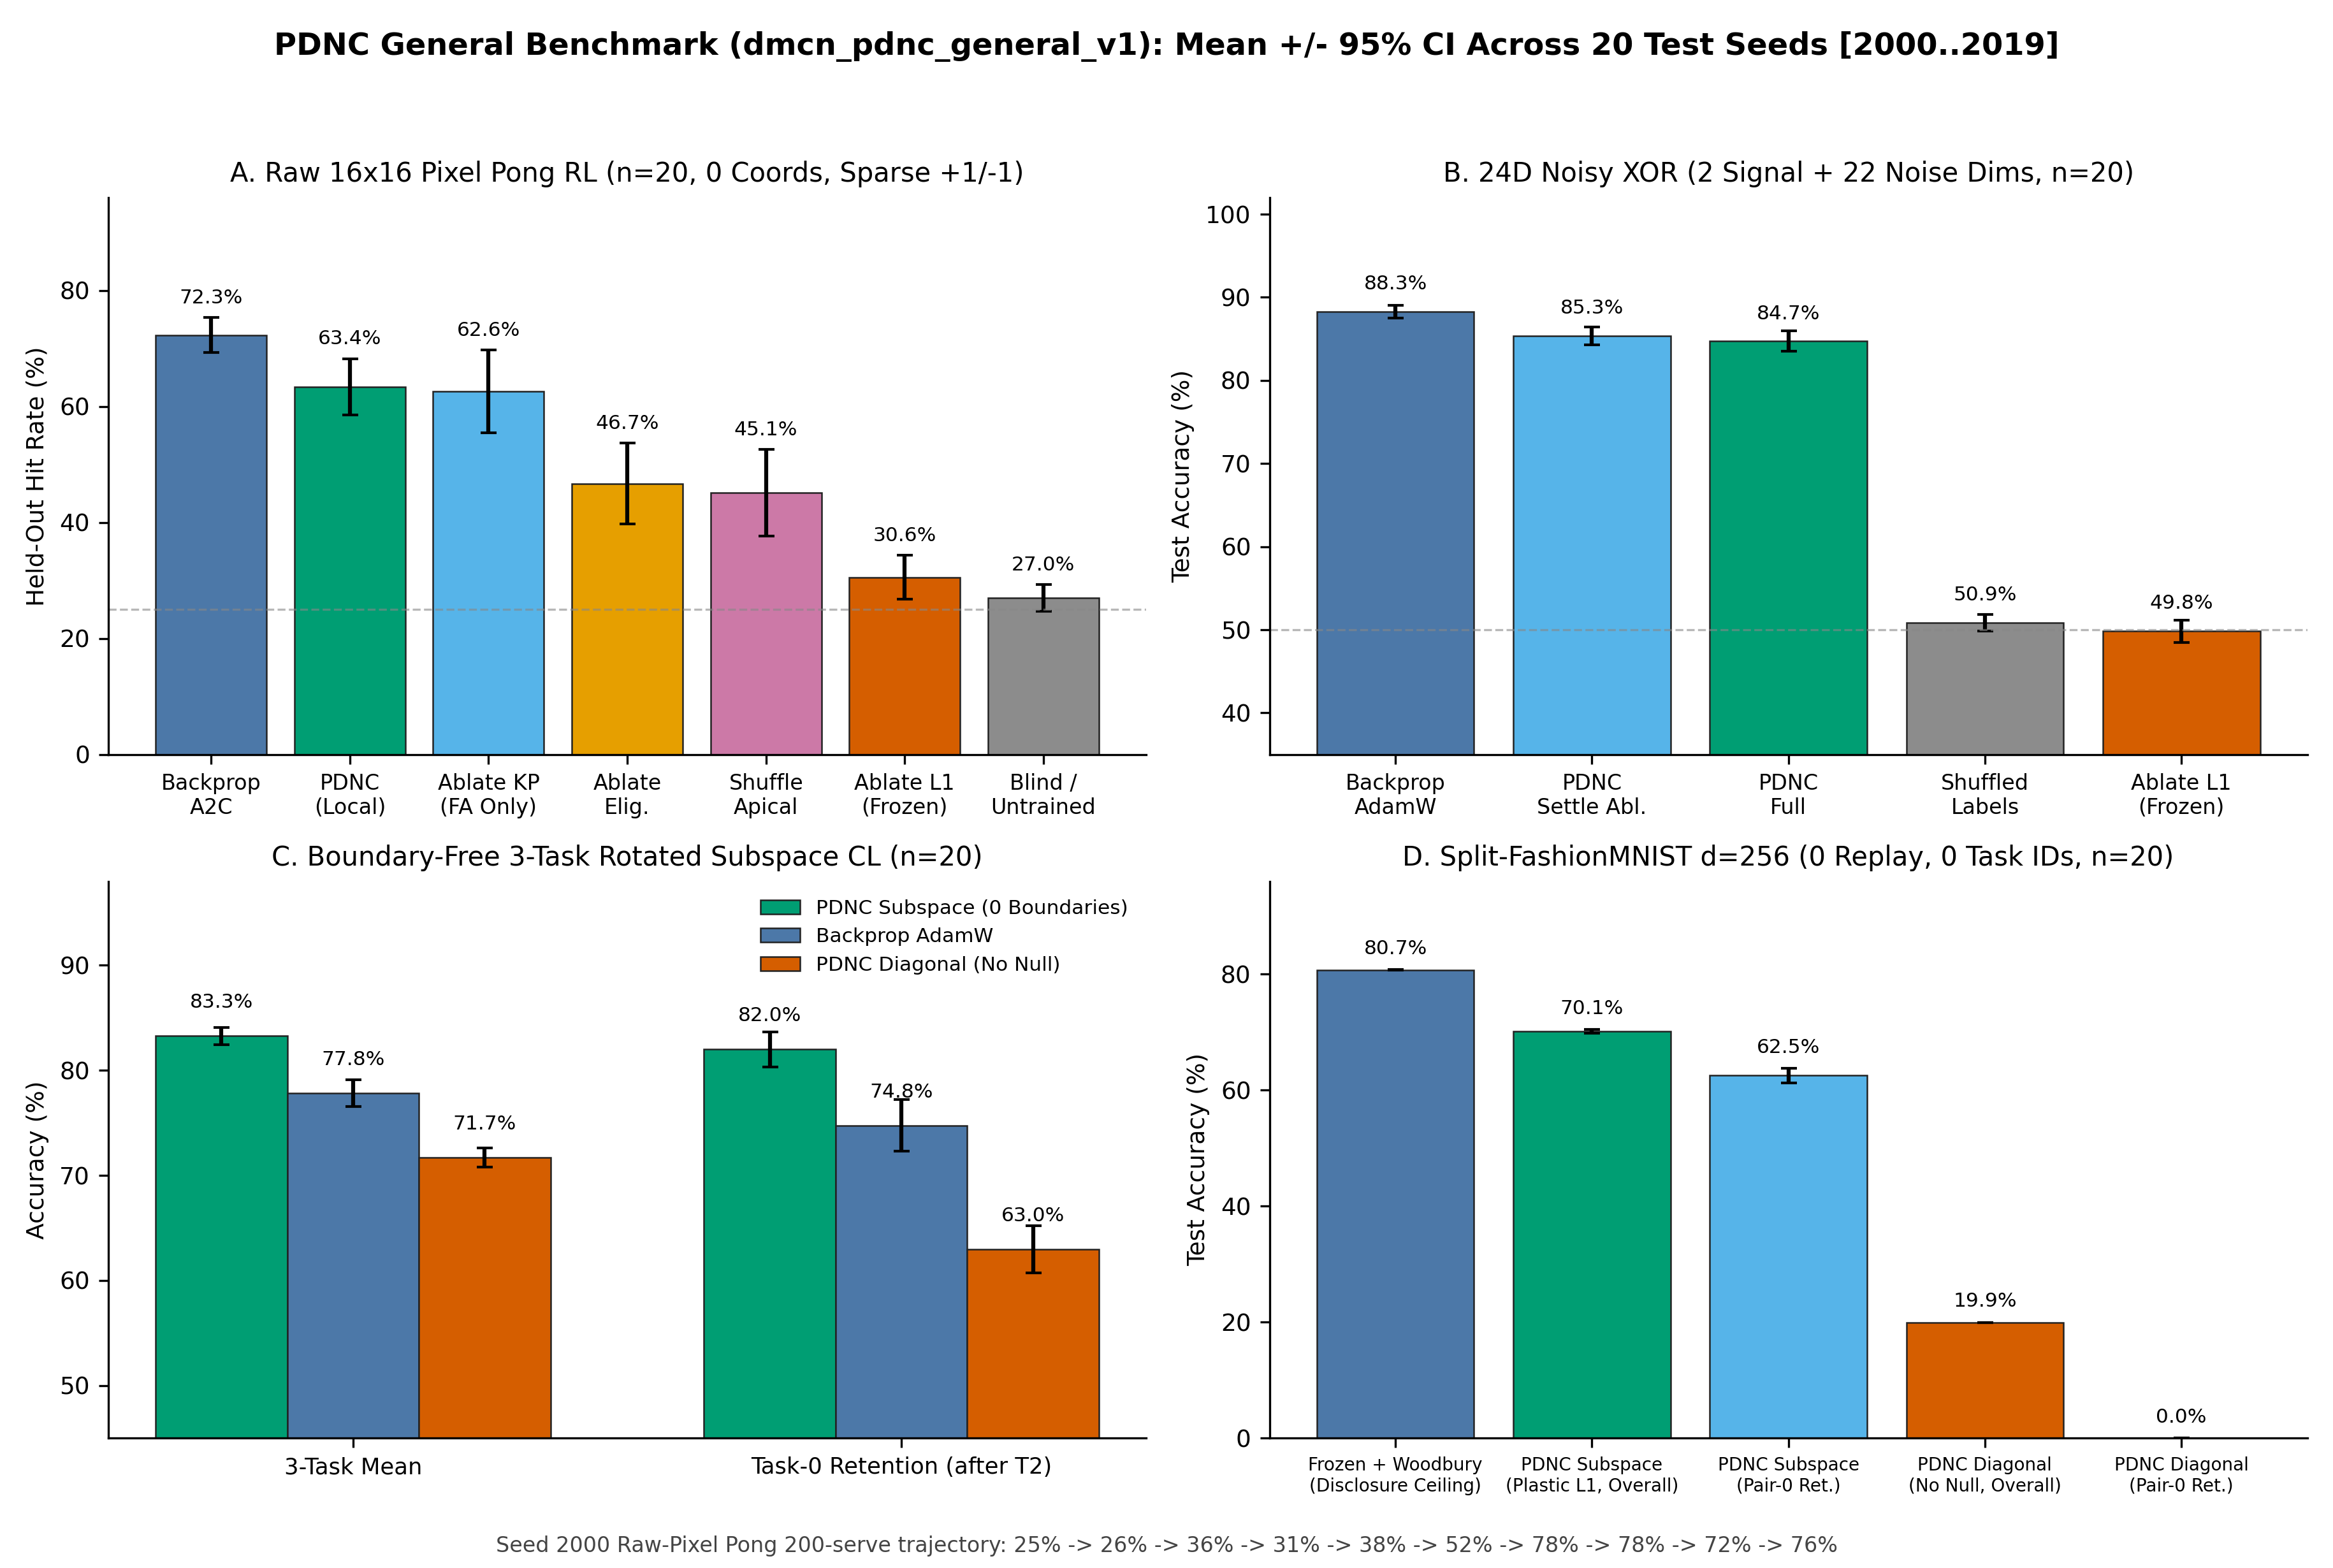 PDNC General Benchmark (dmcn_pdnc_general_v1): Mean +/- 95% CI Across 20 Test Seeds [2000..2019]
A. Raw 16x16 Pixel Pong RL (n=20, 0 Coords, Sparse +1/-1)
Held-Out Hit Rate (%)
80
60
40
20
0
72.3%
63.4%
62.6%
46.7%
45.1%
30.6%
27.0%
Backprop
A2C
PDNC
(Local)
Ablate KP
(FA Only)
Ablate
Elig.
Shuffle
Apical
Ablate L1
(Frozen)
Blind /
Untrained
B. 24D Noisy XOR (2 Signal + 22 Noise Dims, n=20)
Test Accuracy (%)
100
90
80
70
60
50
40
88.3%
85.3%
84.7%
50.9%
49.8%
Backprop
AdamW
PDNC
Settle Abl.
PDNC
Full
Shuffled
Labels
Ablate L1
(Frozen)
C. Boundary-Free 3-Task Rotated Subspace CL (n=20)
PDNC Subspace (0 Boundaries)
Backprop AdamW
PDNC Diagonal (No Null)
Accuracy (%)
90
80
70
60
50
83.3%
77.8%
71.7%
82.0%
74.8%
63.0%
3-Task Mean
Task-0 Retention (after T2)
D. Split-FashionMNIST d=256 (0 Replay, 0 Task IDs, n=20)
Test Accuracy (%)
80
60
40
20
0
80.7%
70.1%
62.5%
19.9%
0.0%
Frozen + Woodbury
(Disclosure Ceiling)
PDNC Subspace
(Plastic L1, Overall)
PDNC Subspace
(Pair-0 Ret.)
PDNC Diagonal
(No Null, Overall)
PDNC Diagonal
(Pair-0 Ret.)
Seed 2000 Raw-Pixel Pong 200-serve trajectory: 25% -> 26% -> 36% -> 31% -> 38% -> 52% -> 78% -> 78% -> 72% -> 76%